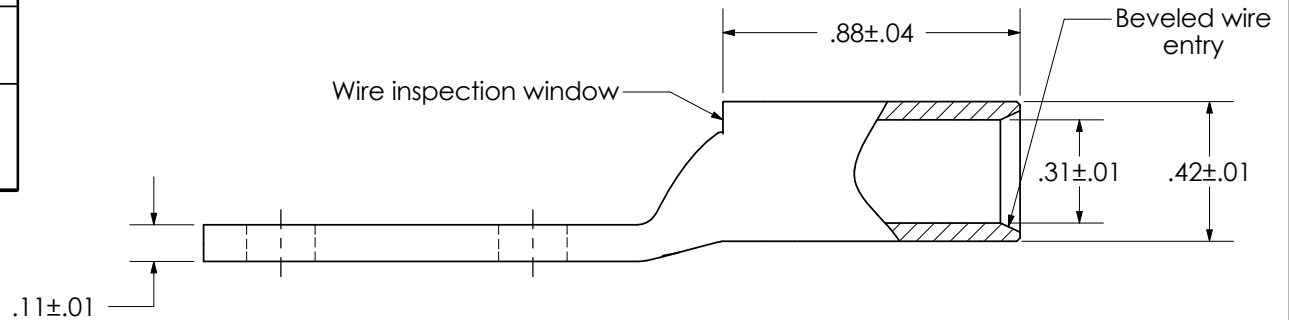 Beveled wire
entry
.88±.04
Wire inspection window
.31±.01
.42±.01
.11±.01